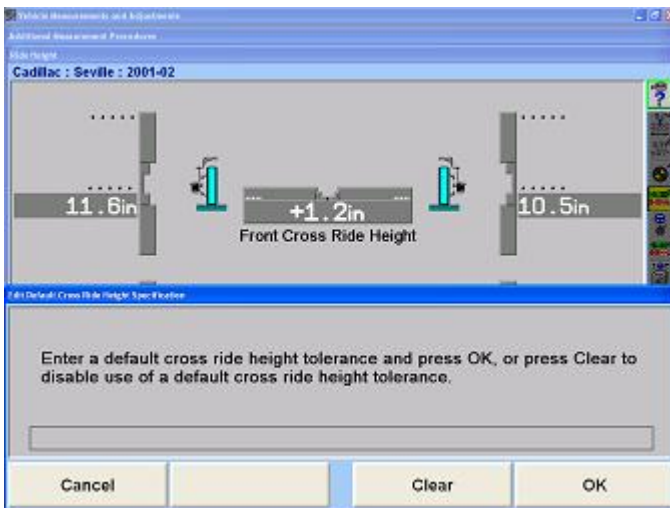 Vehicle Measurements and Adjustments
Additional Measurement Procedures
Ride Height
Cadillac : Seville : 2001-02
11.6in
+1.2in
10.5in
Front Cross Ride Height
Edit Default Cross Ride Height Specification
Enter a default cross ride height tolerance and press OK, or press Clear to
disable use of a default cross ride height tolerance.
Cancel
Clear
OK